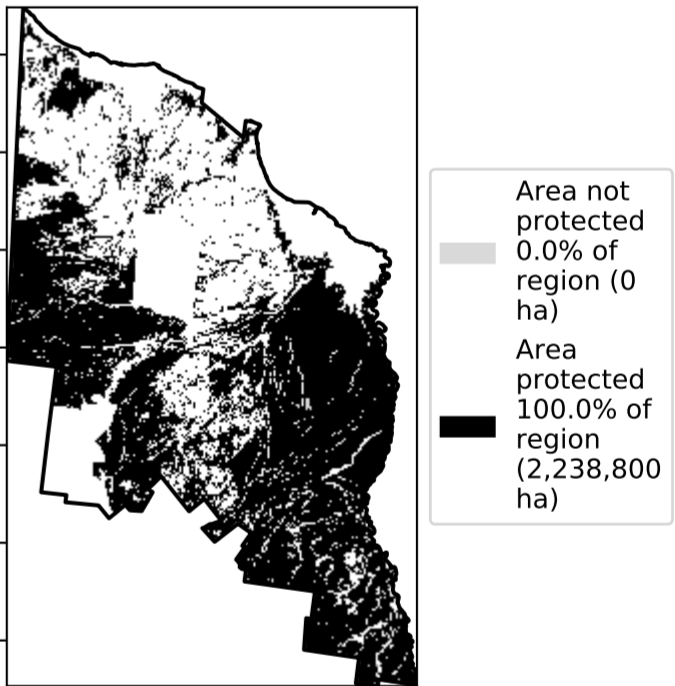 Area not
protected
0.0% of
region (0
ha)
Area
protected
100.0% of
region
(2,238,800
ha)